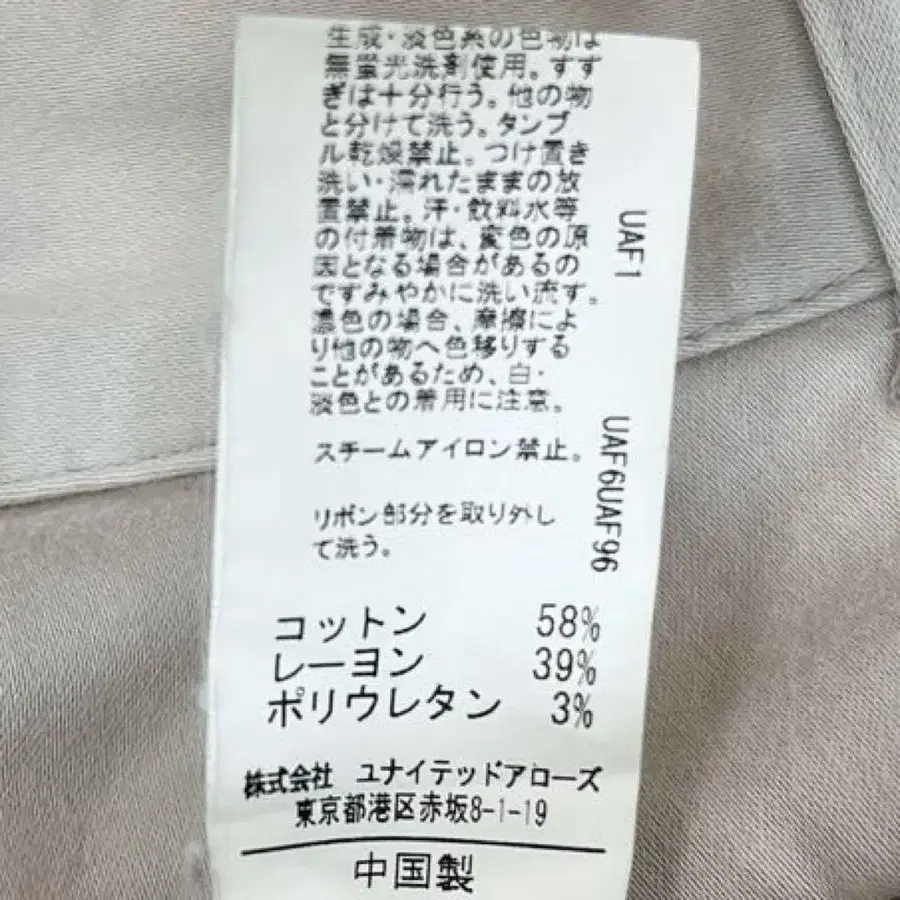 生成・淡色系の色物は
無蛍光洗剤使用。すす
ぎは十分行う。他の物
と分けて洗う。タンブ
ル乾燥禁止。つけ置き
洗い・濡れたままの放
置禁止。汗・飲料水等
の付着物は、変色の原
因となる場合があるの
ですみやかに洗い流す。
濃色の場合、摩擦によ
り他の物へ色移りする
ことがあるため、白・
淡色との着用に注意。
スチームアイロン禁止。
リボン部分を取り外し
て洗う。
UAF1
UAF6UAF96
コットン 58%
レーヨン 39%
ポリウレタン 3%
株式会社 ユナイテッドアローズ
東京都港区赤坂8-1-19
中国製